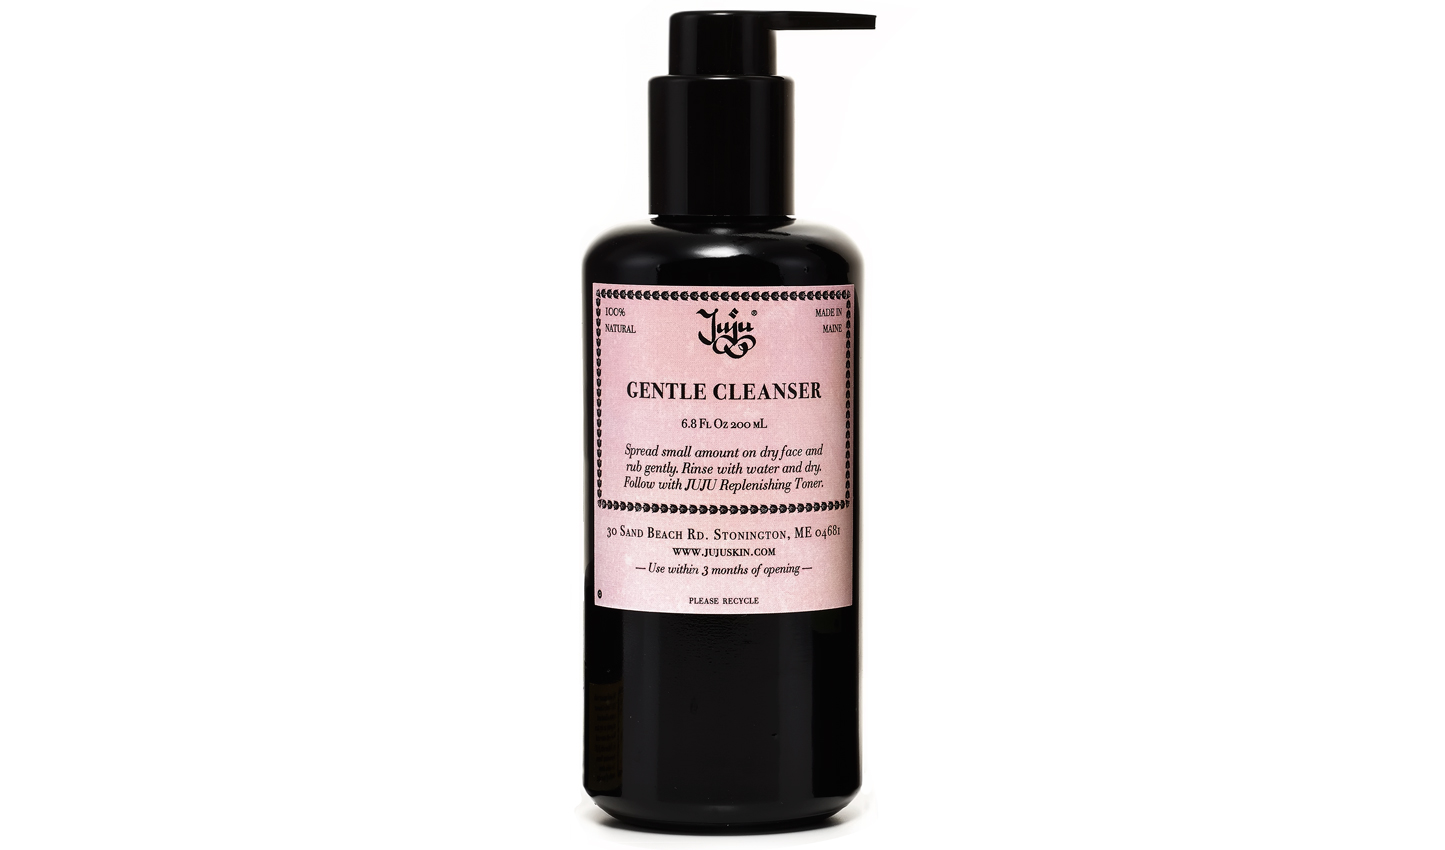 100%
NATURAL
Juju®
MADE IN
MAINE
GENTLE CLEANSER
6.8 FL OZ 200 ML
Spread small amount on dry face and
rub gently. Rinse with water and dry.
Follow with JUJU Replenishing Toner.
30 SAND BEACH RD. STONINGTON, ME 04681
WWW.JUJUSKIN.COM
— Use within 3 months of opening —
PLEASE RECYCLE